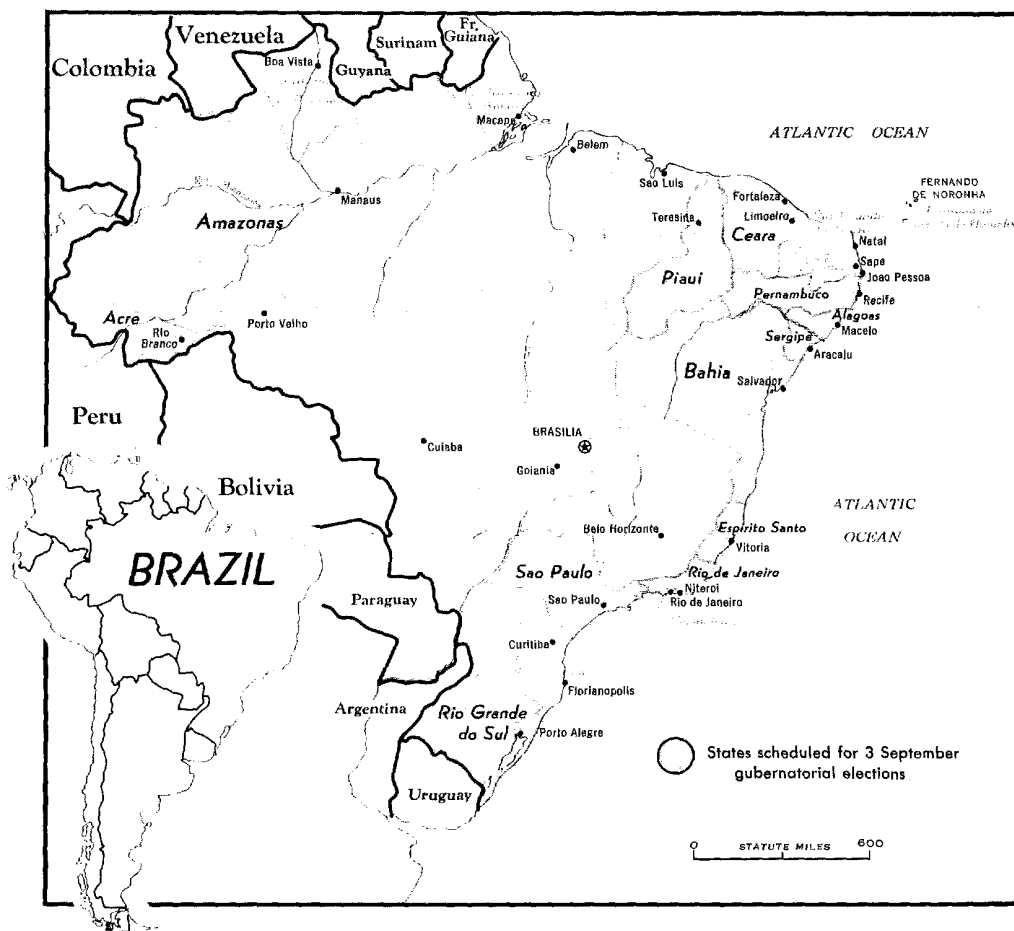 Venezuela
Colombia
Boa Vista
Guyana
Surinam
Fr.
Guiana
Macapa
Belem
ATLANTIC OCEAN
Sao Luis
FERNANDO
DE NORONHA
Manaus
Amazonas
Fortaleza
Limoeiro
Teresina
Ceara
Natal
Sape
Joao Pessoa
Piaui
Pernambuco
Recife
Alagoas
Maceio
Acre
Rio
Branco
Porto Velho
Sergipe
Aracaju
Bahia
Salvador
Peru
Cuiaba
BRASILIA
Goiania
Bolivia
ATLANTIC
OCEAN
Belo Horizonte
Espirito Santo
Vitoria
BRAZIL
Sao Paulo
Rio de Janeiro
Niteroi
Rio de Janeiro
Sao Paulo
Paraguay
Curitiba
Florianopolis
Argentina
Rio Grande
do Sul
Porto Alegre
Uruguay
States scheduled for 3 September
gubernatorial elections
0 STATUTE MILES 600